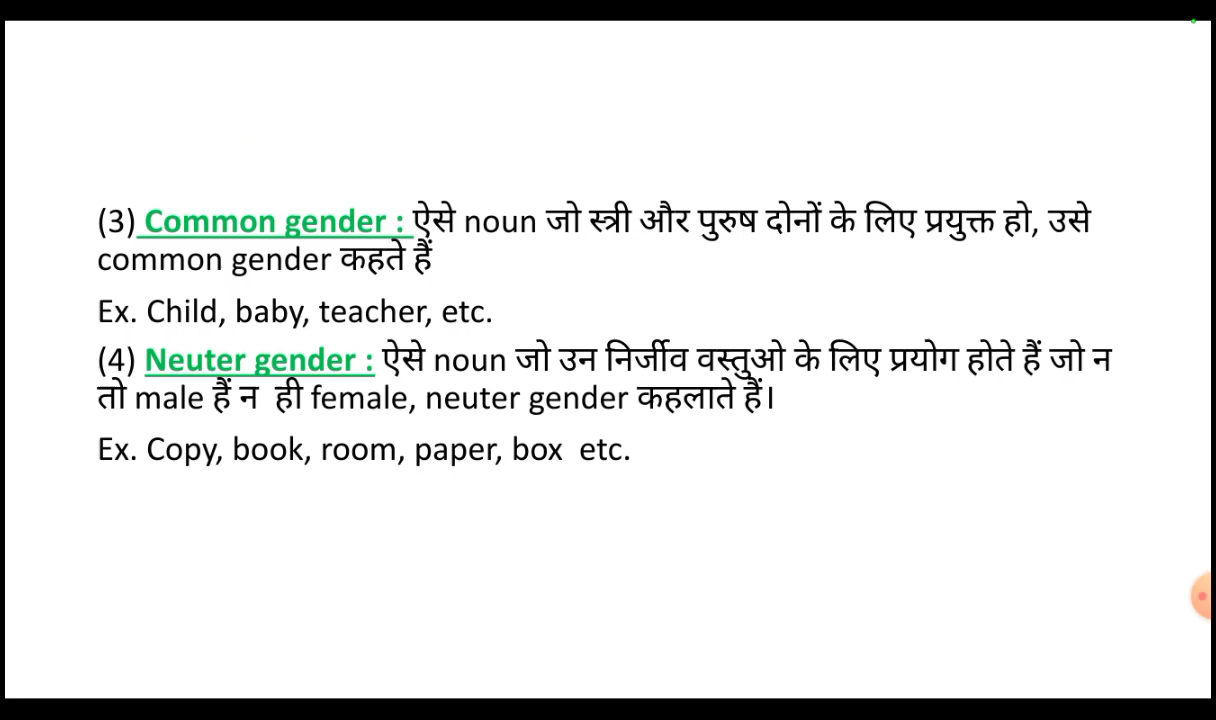 (3) Common gender : ऐसे noun जो स्त्री और पुरुष दोनों के लिए प्रयुक्त हो, उसे
common gender कहते हैं
Ex. Child, baby, teacher, etc.
(4) Neuter gender : ऐसे noun जो उन निर्जीव वस्तुओ के लिए प्रयोग होते हैं जो न
तो male हैं न ही female, neuter gender कहलाते हैं।
Ex. Copy, book, room, paper, box etc.